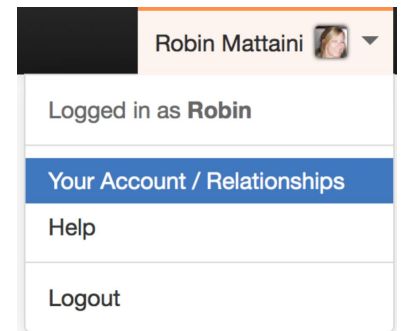 Robin Mattaini
Logged in as Robin
Your Account / Relationships
Help
Logout